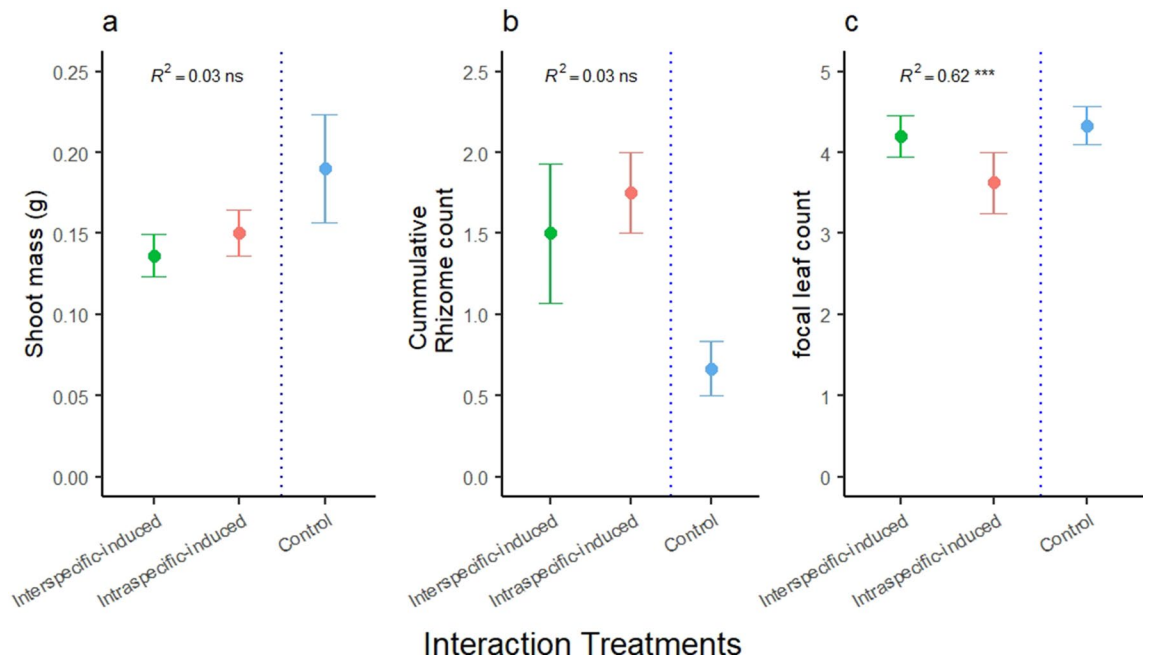 a
R² = 0.03 ns
Shoot mass (g)
0.25
0.20
0.15
0.10
0.05
0.00
Interspecific-induced
Intraspecific-induced
Control
b
R² = 0.03 ns
Cummulative
Rhizome count
2.5
2.0
1.5
1.0
0.5
0.0
Interspecific-induced
Intraspecific-induced
Control
c
R² = 0.62 ***
focal leaf count
5
4
3
2
1
0
Interspecific-induced
Intraspecific-induced
Control
Interaction Treatments